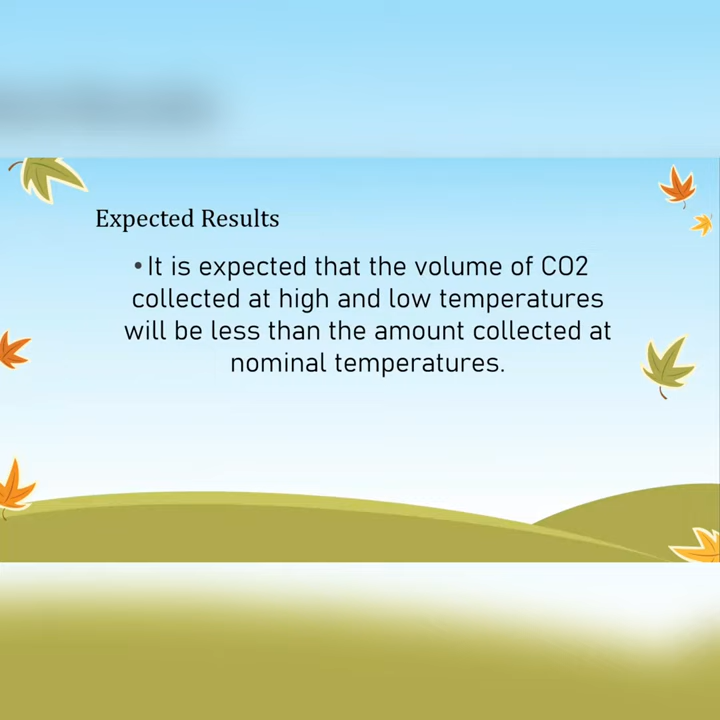 Expected Results
•It is expected that the volume of CO2
collected at high and low temperatures
will be less than the amount collected at
nominal temperatures.